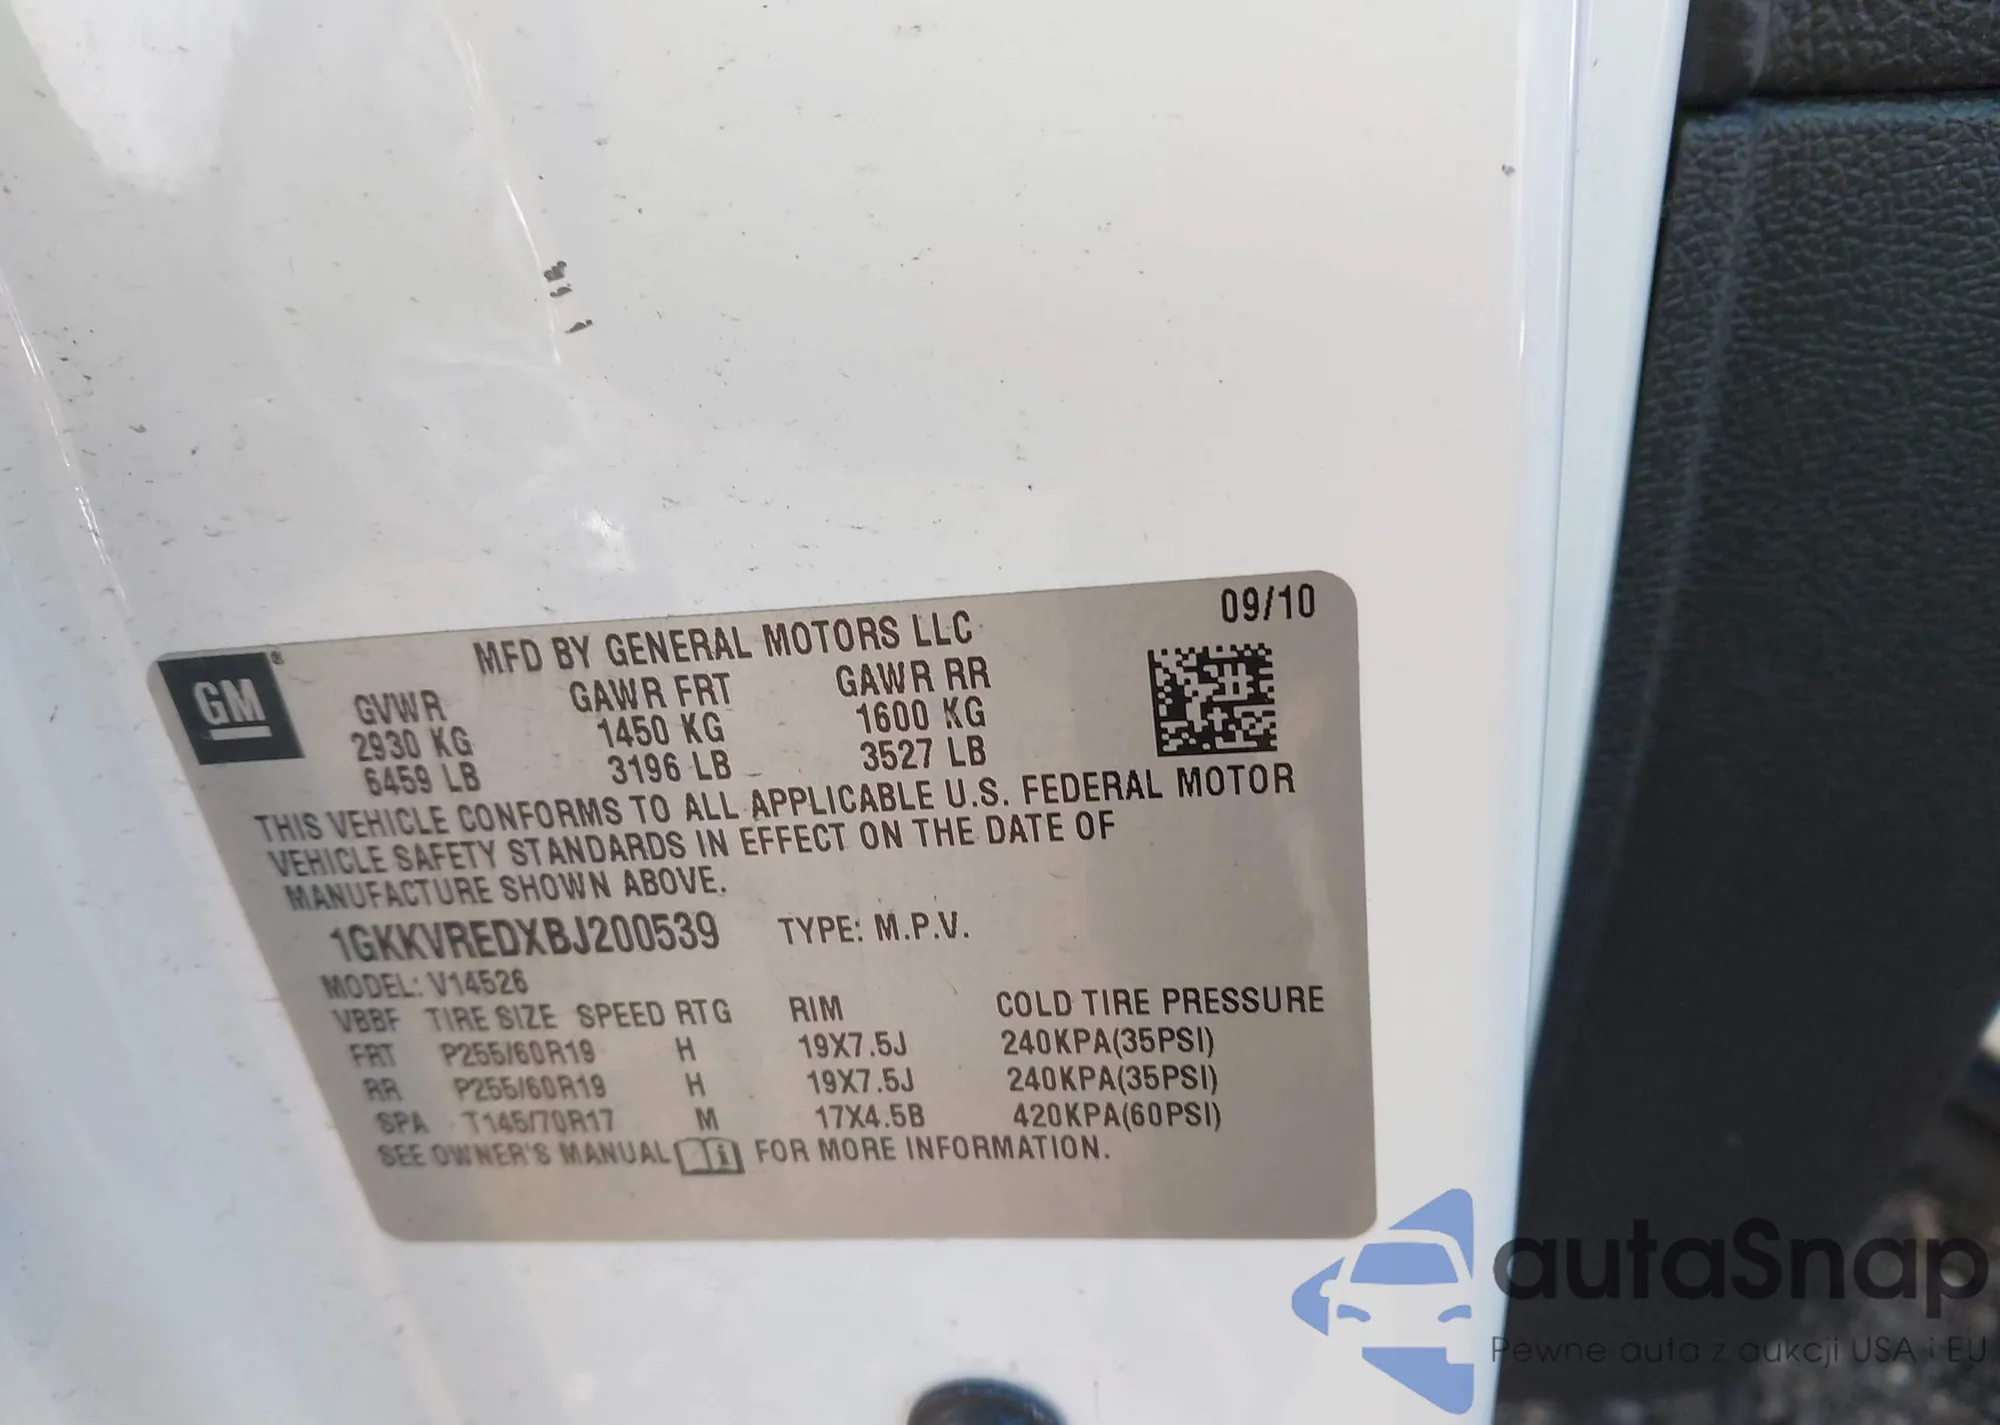 09/10
MFD BY GENERAL MOTORS LLC
GM ®
GVWR GAWR FRT GAWR RR
2930 KG 1450 KG 1600 KG
6459 LB 3196 LB 3527 LB
THIS VEHICLE CONFORMS TO ALL APPLICABLE U.S. FEDERAL MOTOR
VEHICLE SAFETY STANDARDS IN EFFECT ON THE DATE OF
MANUFACTURE SHOWN ABOVE.
1GKKVREDXBJ200539 TYPE: M.P.V.
MODEL: V14526
VBBF TIRE SIZE SPEED RTG RIM COLD TIRE PRESSURE
FRT P255/60R19 H 19X7.5J 240KPA(35PSI)
RR P255/60R19 H 19X7.5J 240KPA(35PSI)
SPA T145/70R17 M 17X4.5B 420KPA(60PSI)
SEE OWNER'S MANUAL FOR MORE INFORMATION.
autaSnap
Pewne auta z aukcji USA i EU